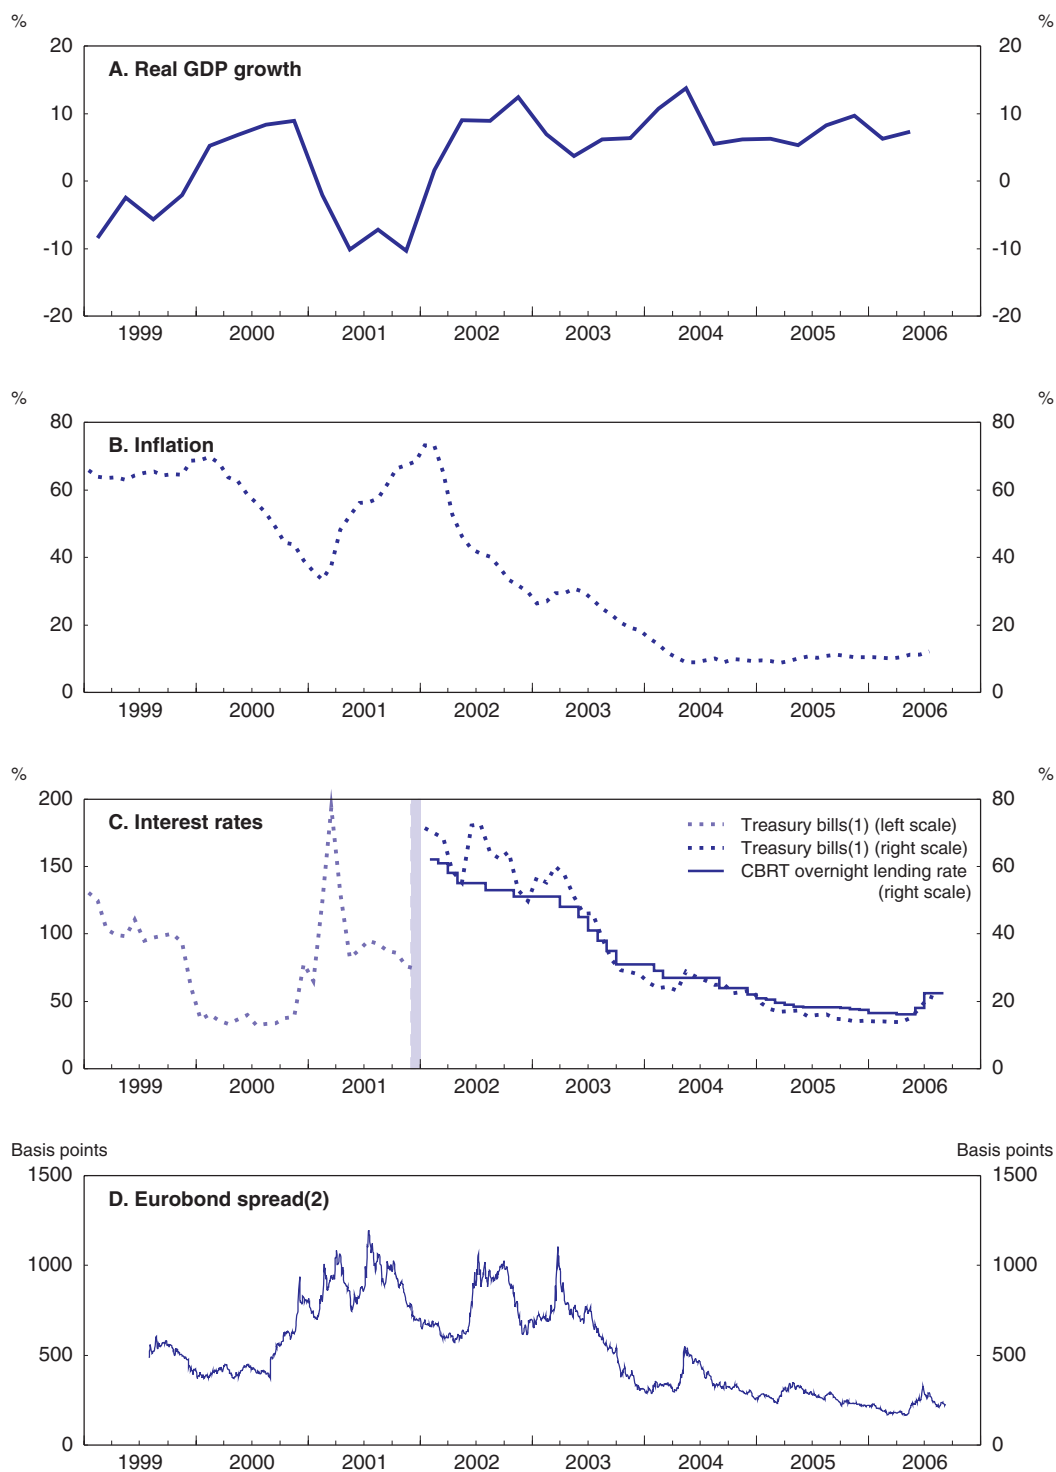 % %
20 20
A. Real GDP growth
10 10
0 0
-10 -10
-20 -20
1999 2000 2001 2002 2003 2004 2005 2006
% %
80 80
B. Inflation
60 60
40 40
20 20
0 0
1999 2000 2001 2002 2003 2004 2005 2006
% %
200 80
C. Interest rates
Treasury bills(1) (left scale)
Treasury bills(1) (right scale)
CBRT overnight lending rate
(right scale)
150 60
100 40
50 20
0 0
1999 2000 2001 2002 2003 2004 2005 2006
Basis points Basis points
1500 1500
D. Eurobond spread(2)
1000 1000
500 500
0 0
1999 2000 2001 2002 2003 2004 2005 2006